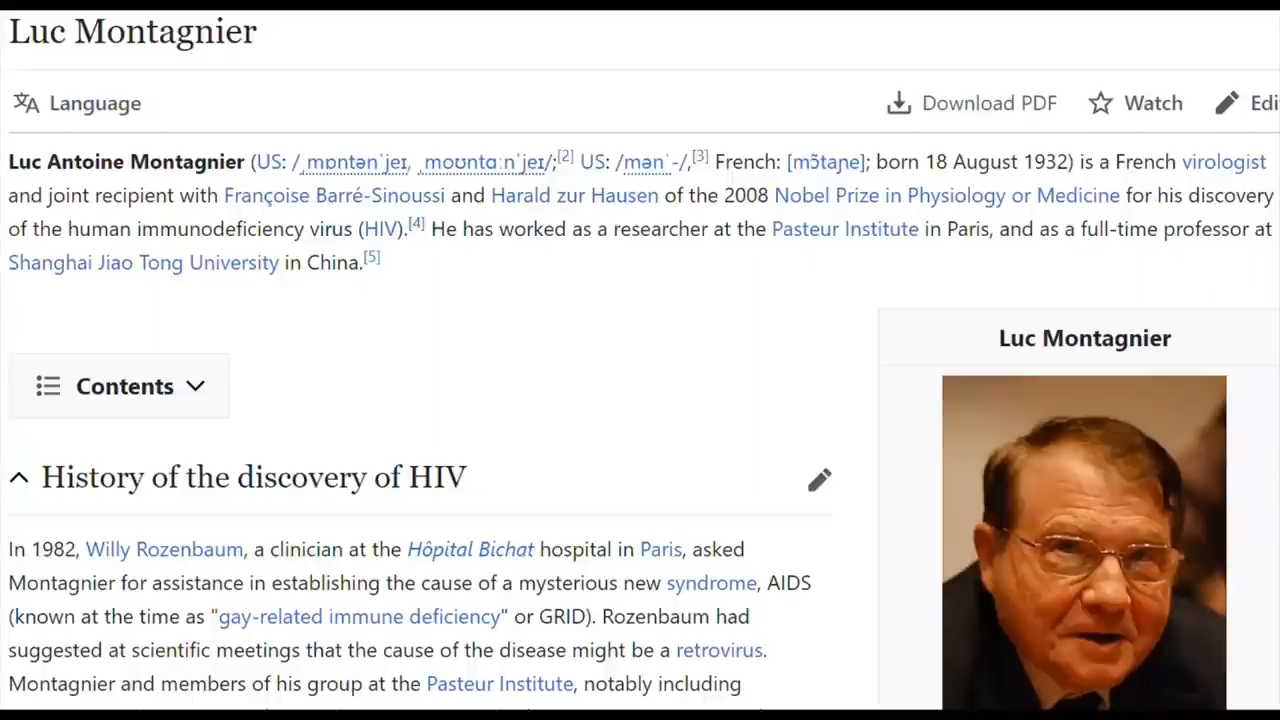 Luc Montagnier
Language
Download PDF
Watch
Edi
Luc Antoine Montagnier (US: /ˌmɒntənˈjeɪ, ˌmoʊntɑːnˈjeɪ/;[2] US: /mənˈ-/,[3] French: [mɔ̃taɲe]; born 18 August 1932) is a French virologist
and joint recipient with Françoise Barré-Sinoussi and Harald zur Hausen of the 2008 Nobel Prize in Physiology or Medicine for his discovery
of the human immunodeficiency virus (HIV).[4] He has worked as a researcher at the Pasteur Institute in Paris, and as a full-time professor at
Shanghai Jiao Tong University in China.[5]
Luc Montagnier
Contents
History of the discovery of HIV
In 1982, Willy Rozenbaum, a clinician at the Hôpital Bichat hospital in Paris, asked
Montagnier for assistance in establishing the cause of a mysterious new syndrome, AIDS
(known at the time as "gay-related immune deficiency" or GRID). Rozenbaum had
suggested at scientific meetings that the cause of the disease might be a retrovirus.
Montagnier and members of his group at the Pasteur Institute, notably including